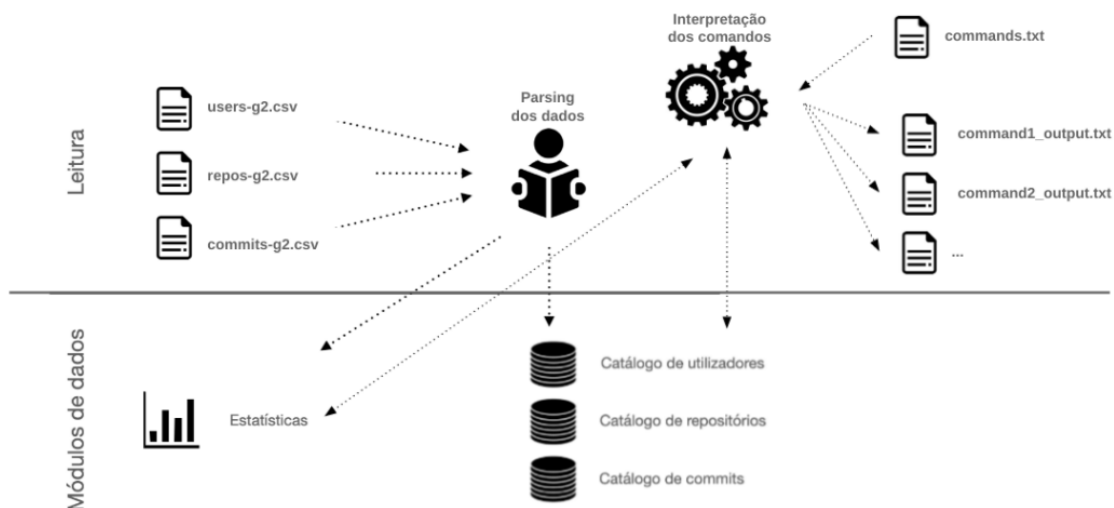 Interpretação
dos comandos
commands.txt
Parsing
dos dados
users-g2.csv
repos-g2.csv
commits-g2.csv
Leitura
command1_output.txt
command2_output.txt
...
Módulos de dados
Estatísticas
Catálogo de utilizadores
Catálogo de repositórios
Catálogo de commits